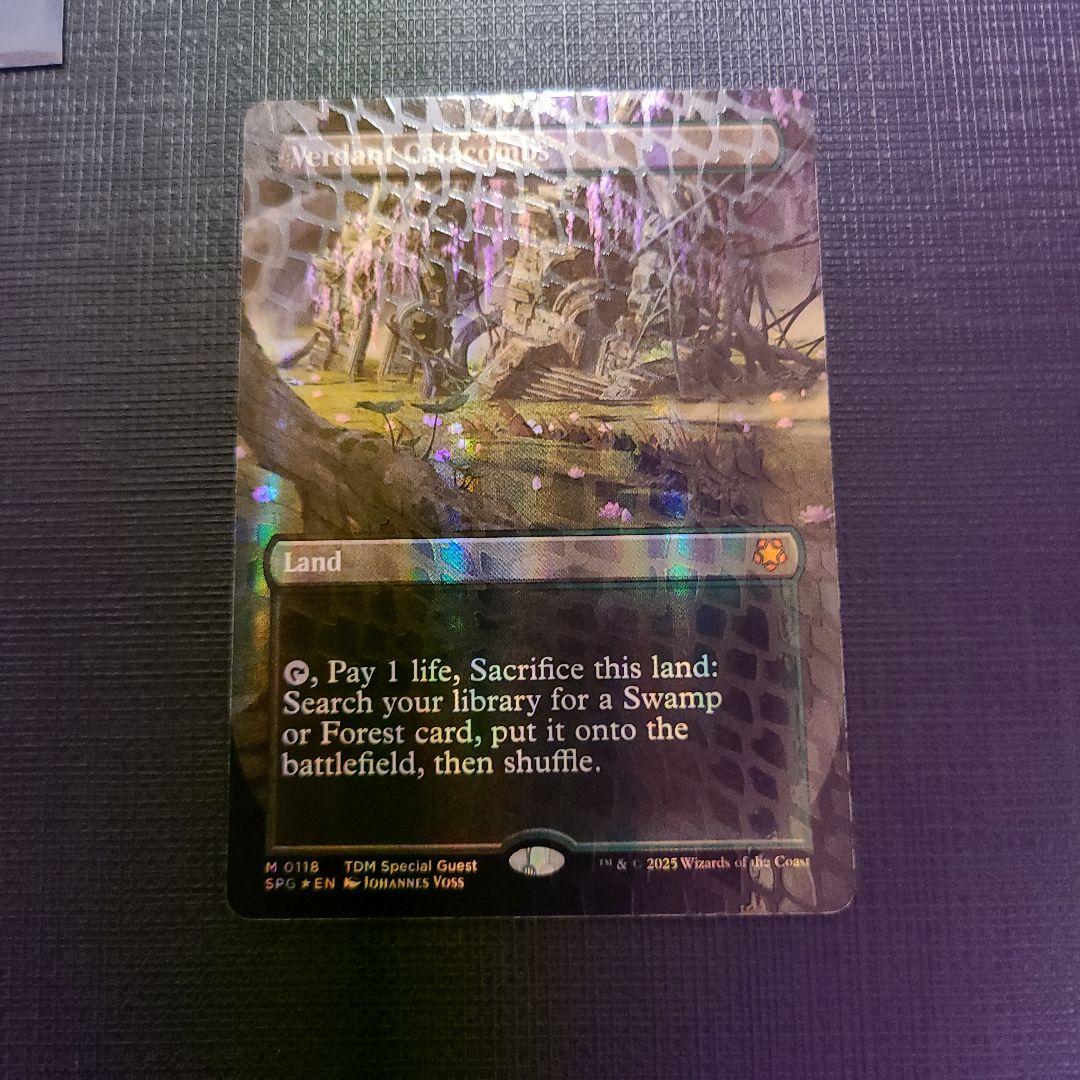 Verdant Catacombs
Land
, Pay 1 life, Sacrifice this land:
Search your library for a Swamp
or Forest card, put it onto the
battlefield, then shuffle.
M 0118 TDM Special Guest
SPG ★ EN JOHANNES VOSS
™ & © 2025 Wizards of the Coast